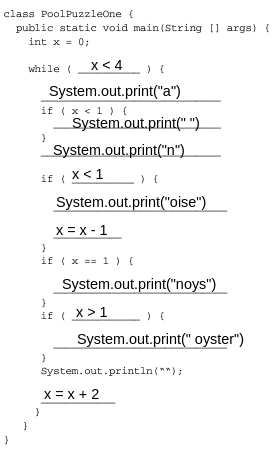 class PoolPuzzleOne {
public static void main(String [] args) {
int x = 0;
while ( x < 4 ) {
System.out.print("a")
if ( x < 1 ) {
System.out.print(" ")
}
System.out.print("n")
if ( x < 1 ) {
System.out.print("oise")
x = x - 1
}
if ( x == 1 ) {
System.out.print("noys")
}
if ( x > 1 ) {
System.out.print(" oyster")
}
System.out.println(““);
x = x + 2
}
}
}